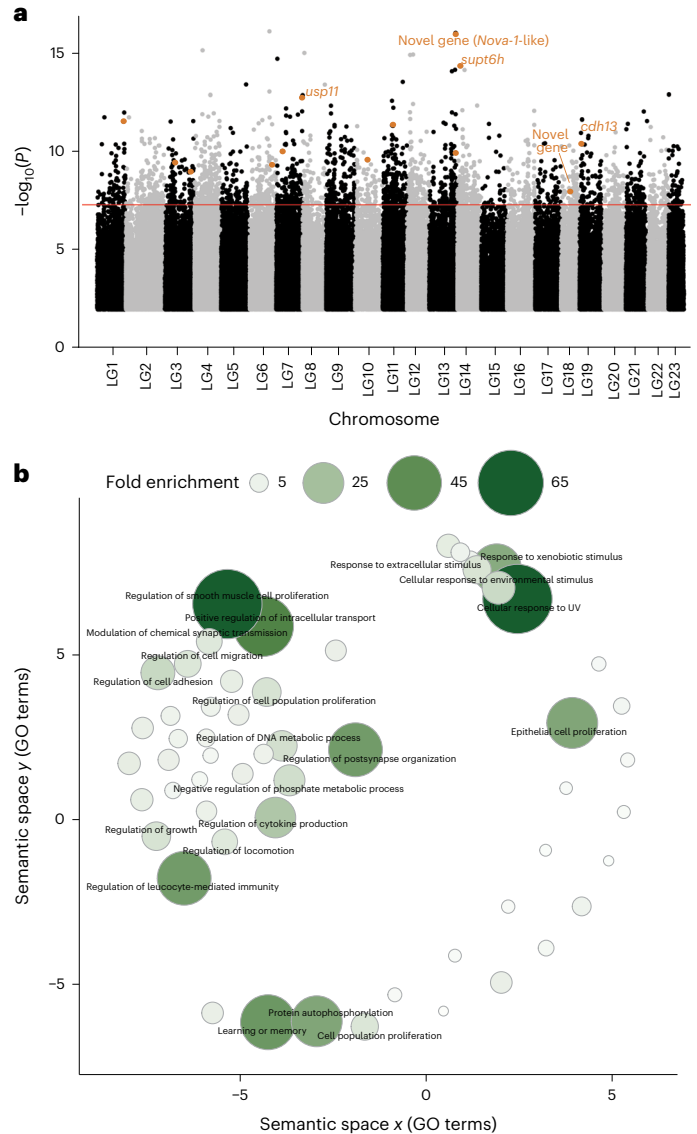 a
15
10
5
0
−log10(P)
Novel gene (Nova-1-like)
supt6h
usp11
cdh13
Novel
gene
LG1
LG2
LG3
LG4
LG5
LG6
LG7
LG8
LG9
LG10
LG11
LG12
LG13
LG14
LG15
LG16
LG17
LG18
LG19
LG20
LG21
LG22
LG23
Chromosome
b
Fold enrichment 5 25 45 65
Response to xenobiotic stimulus
Response to extracellular stimulus
Cellular response to environmental stimulus
Regulation of smooth muscle cell proliferation
Cellular response to UV
Positive regulation of intracellular transport
Modulation of chemical synaptic transmission
Regulation of cell migration
Regulation of cell adhesion
Regulation of cell population proliferation
Epithelial cell proliferation
Regulation of DNA metabolic process
Regulation of postsynapse organization
Negative regulation of phosphate metabolic process
Regulation of cytokine production
Regulation of growth
Regulation of locomotion
Regulation of leucocyte-mediated immunity
Protein autophosphorylation
Learning or memory
Cell population proliferation
5
0
−5
Semantic space y (GO terms)
−5
0
5
Semantic space x (GO terms)